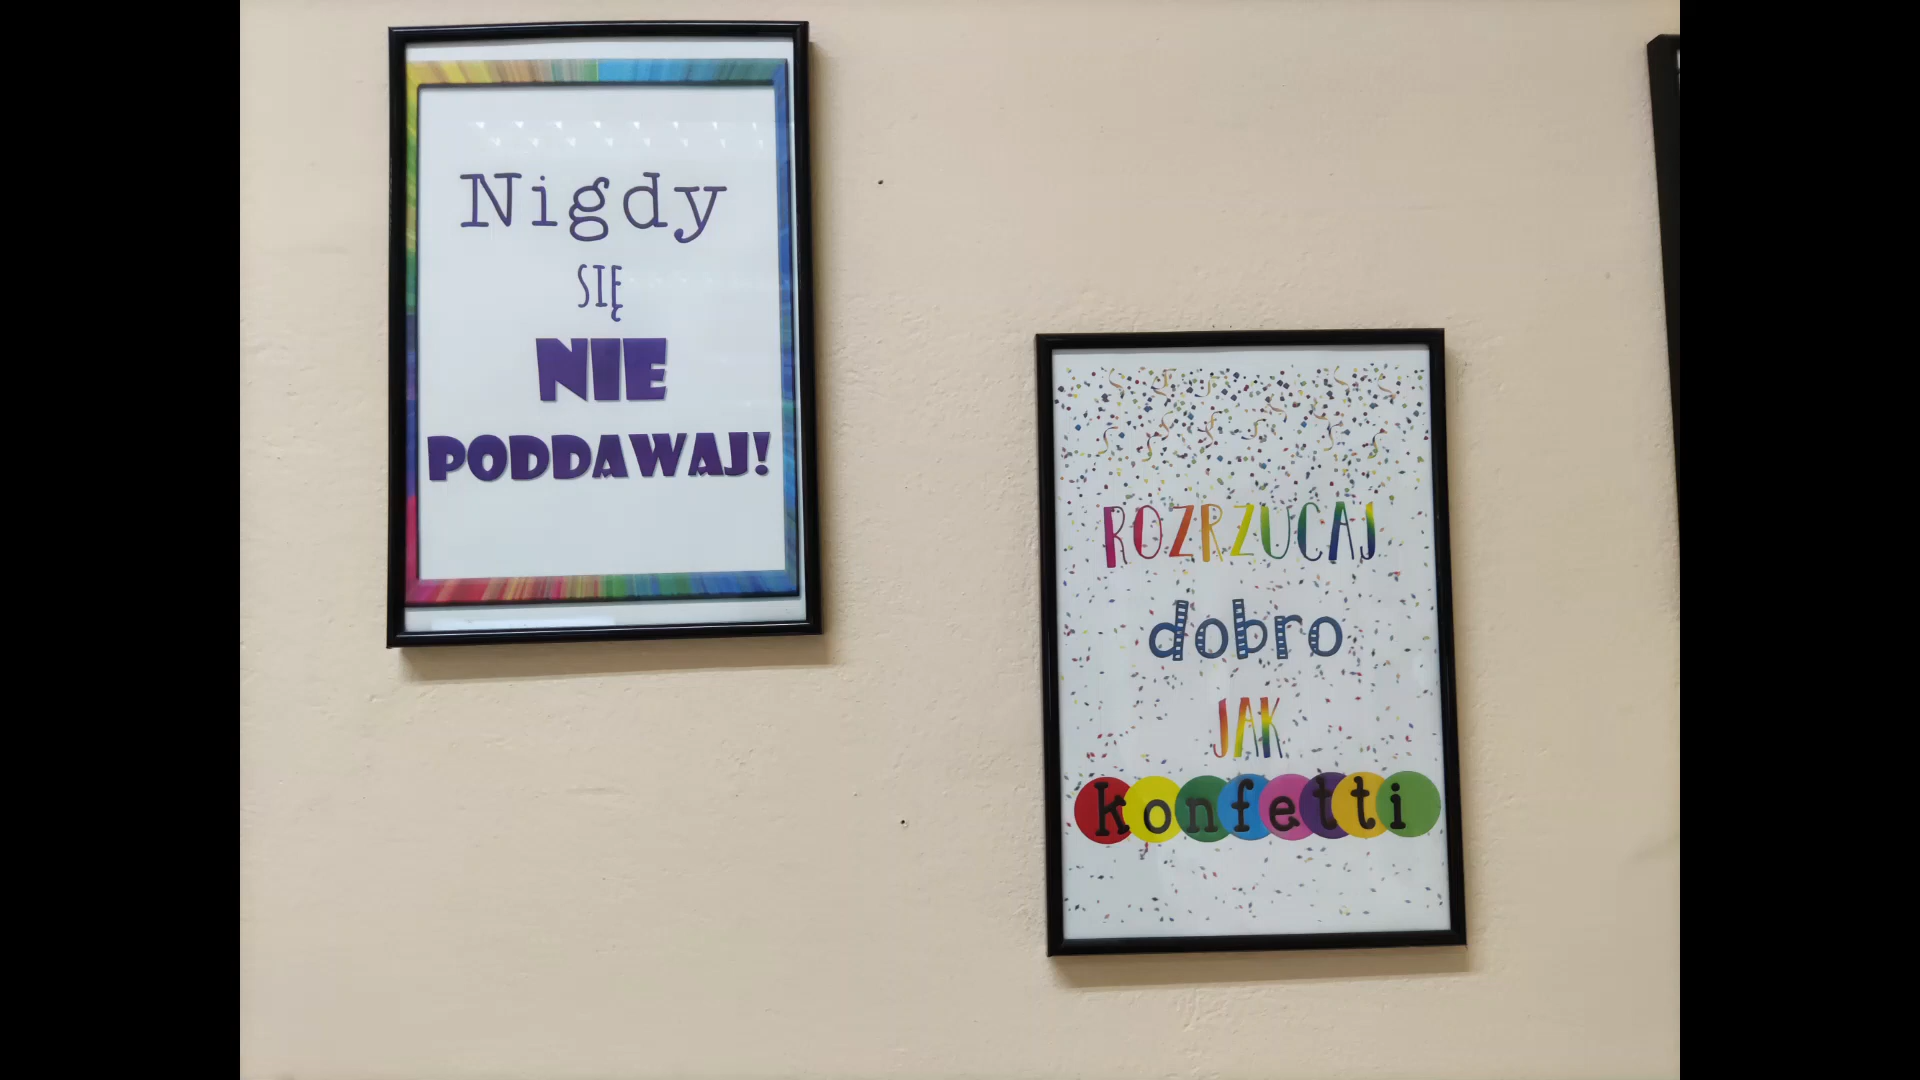 Nigdy
SIĘ
NIE
PODDAWAJ!
ROZRZUCAJ
dobro
JAK
konfetti